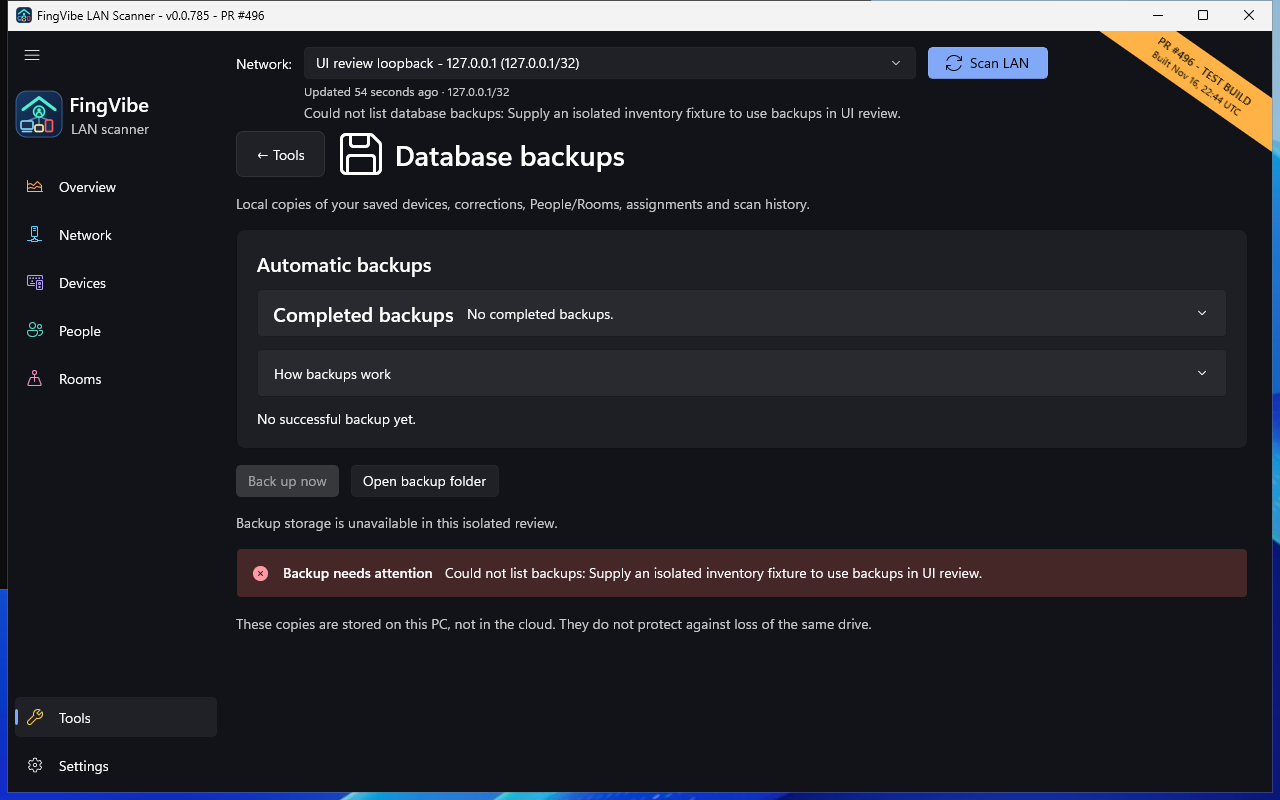 FingVibe LAN Scanner - v0.0.785 - PR #496
Network:
UI review loopback - 127.0.0.1 (127.0.0.1/32)
Scan LAN
PR #496 - TEST BUILD
Built Nov 16, 22:44 UTC
Updated 54 seconds ago · 127.0.0.1/32
Could not list database backups: Supply an isolated inventory fixture to use backups in UI review.
FingVibe
LAN scanner
Overview
Network
Devices
People
Rooms
Tools
Settings
← Tools
Database backups
Local copies of your saved devices, corrections, People/Rooms, assignments and scan history.
Automatic backups
Completed backups No completed backups.
How backups work
No successful backup yet.
Back up now
Open backup folder
Backup storage is unavailable in this isolated review.
Backup needs attention Could not list backups: Supply an isolated inventory fixture to use backups in UI review.
These copies are stored on this PC, not in the cloud. They do not protect against loss of the same drive.